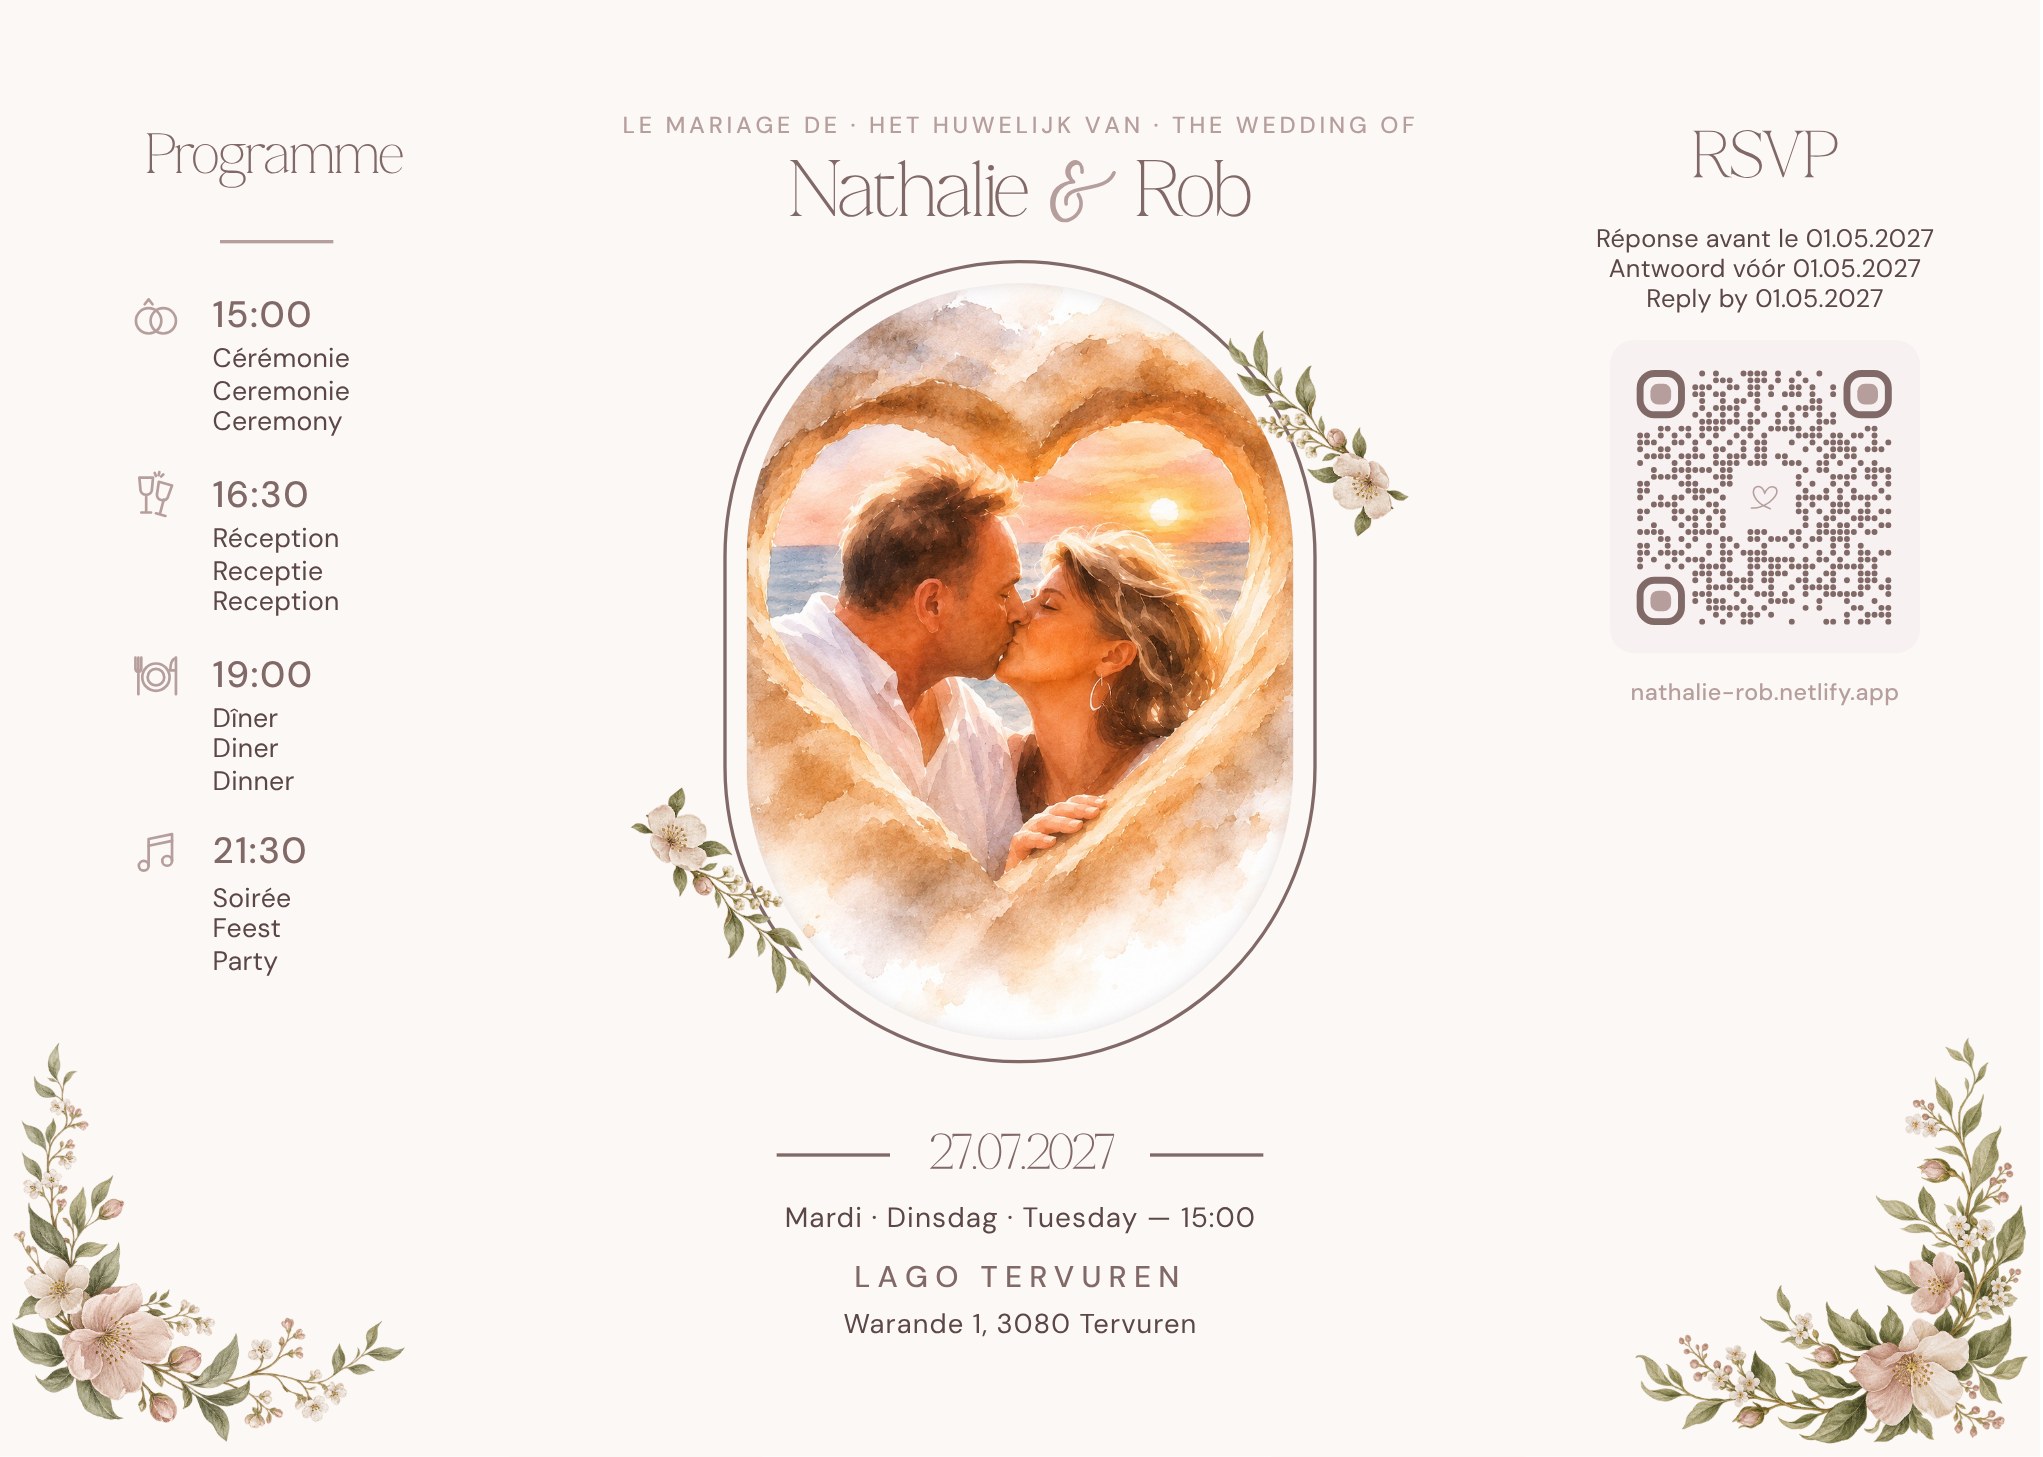 Programme
15:00
Cérémonie
Ceremonie
Ceremony
16:30
Réception
Receptie
Reception
19:00
Dîner
Diner
Dinner
21:30
Soirée
Feest
Party
LE MARIAGE DE · HET HUWELIJK VAN · THE WEDDING OF
Nathalie & Rob
27.07.2027
Mardi · Dinsdag · Tuesday — 15:00
LAGO TERVUREN
Warande 1, 3080 Tervuren
RSVP
Réponse avant le 01.05.2027
Antwoord vóór 01.05.2027
Reply by 01.05.2027
nathalie-rob.netlify.app